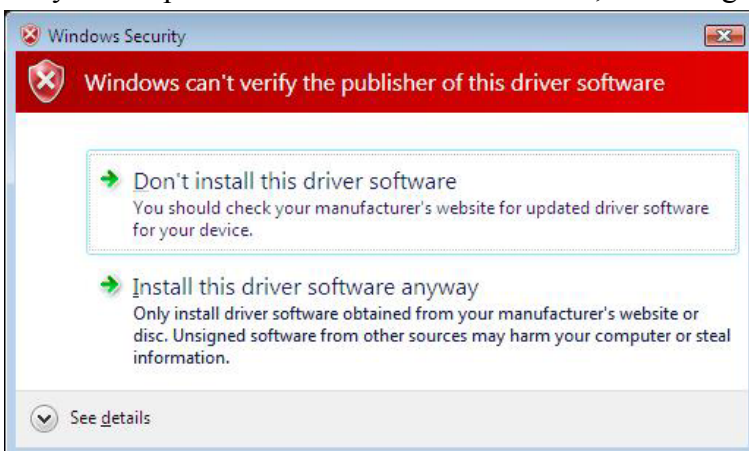 Windows Security
Windows can't verify the publisher of this driver software
Don't install this driver software
You should check your manufacturer's website for updated driver software
for your device.
Install this driver software anyway
Only install driver software obtained from your manufacturer's website or
disc. Unsigned software from other sources may harm your computer or steal
information.
See details